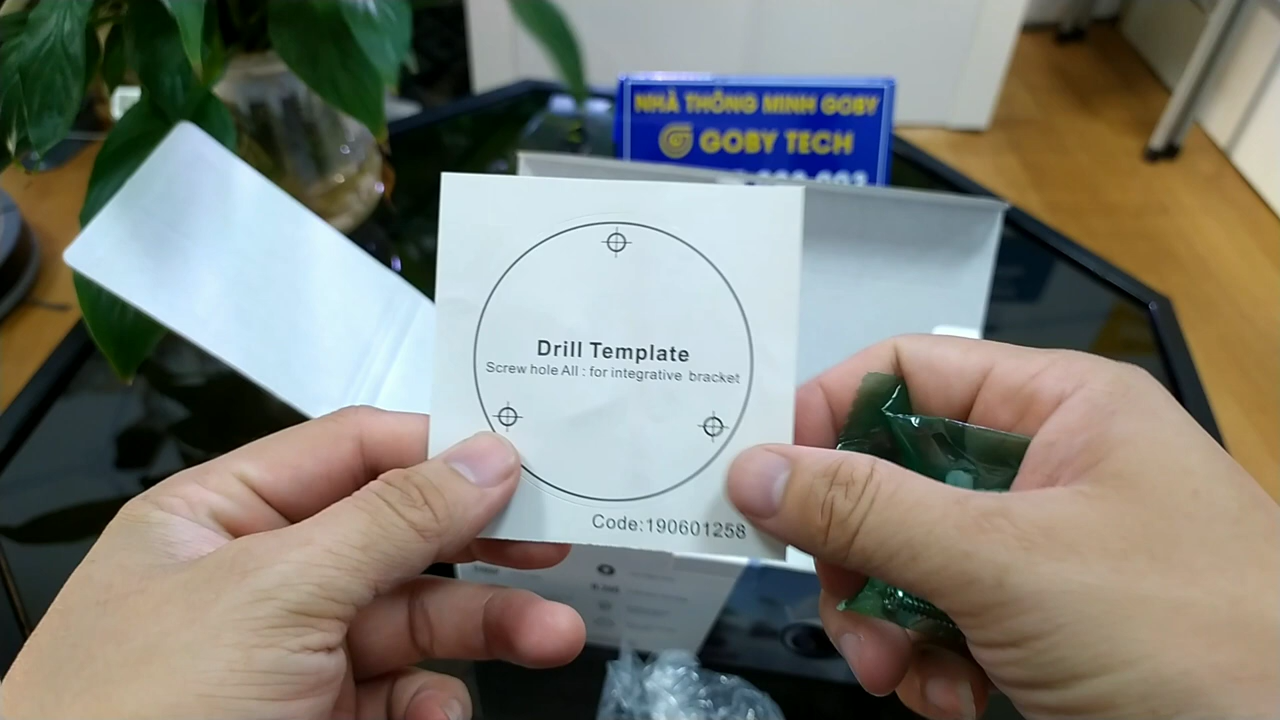 NHÀ THÔNG MINH GOBY
GOBY TECH
Drill Template
Screw hole All : for integrative bracket
Code:190601258